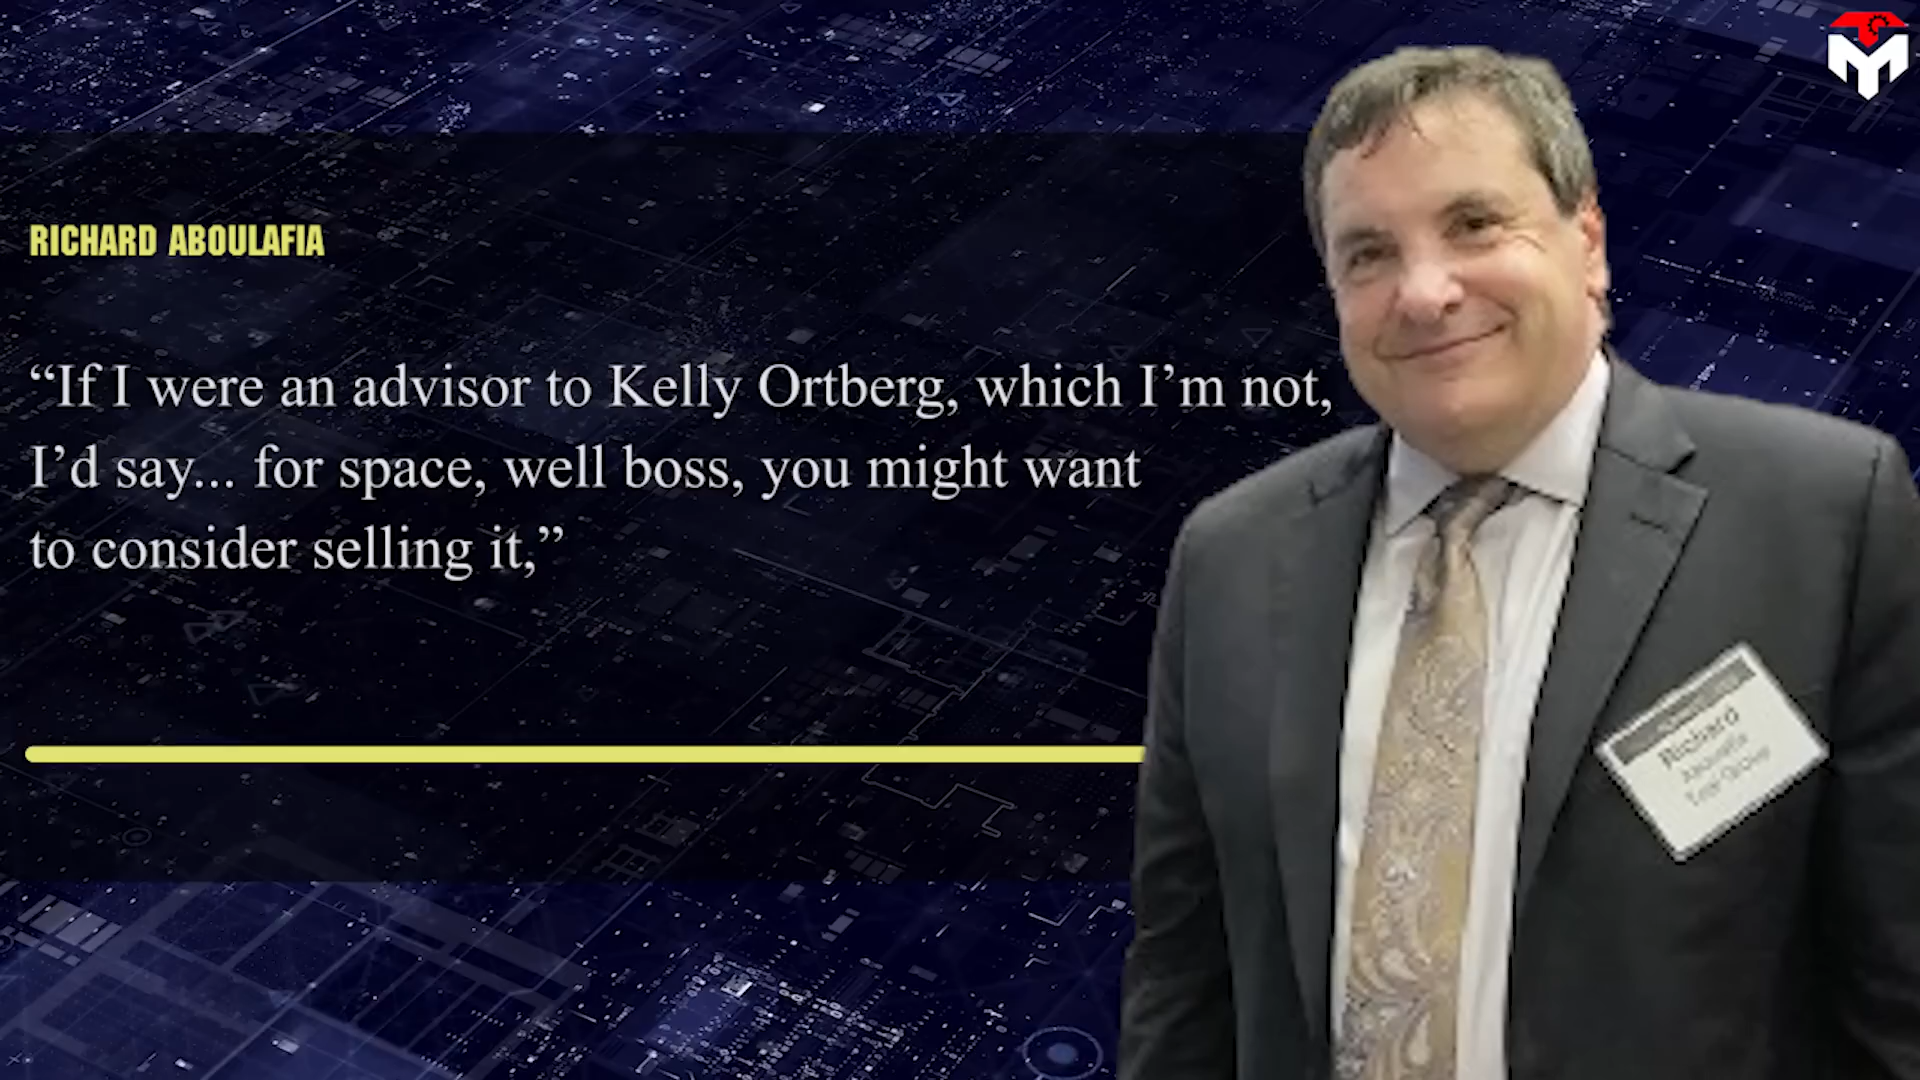 RICHARD ABOULAFIA
“If I were an advisor to Kelly Ortberg, which I’m not,
I’d say... for space, well boss, you might want
to consider selling it,”
Richard